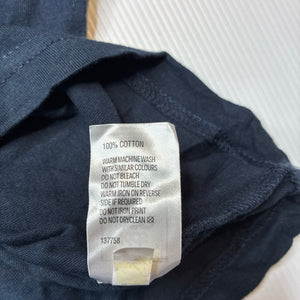 100% COTTON
WARM MACHINE WASH
WITH SIMILAR COLOURS
DO NOT BLEACH
DO NOT TUMBLE DRY
WARM IRON ON REVERSE
SIDE IF REQUIRED
DO NOT IRON PRINT
DO NOT DRYCLEAN ☒
137758